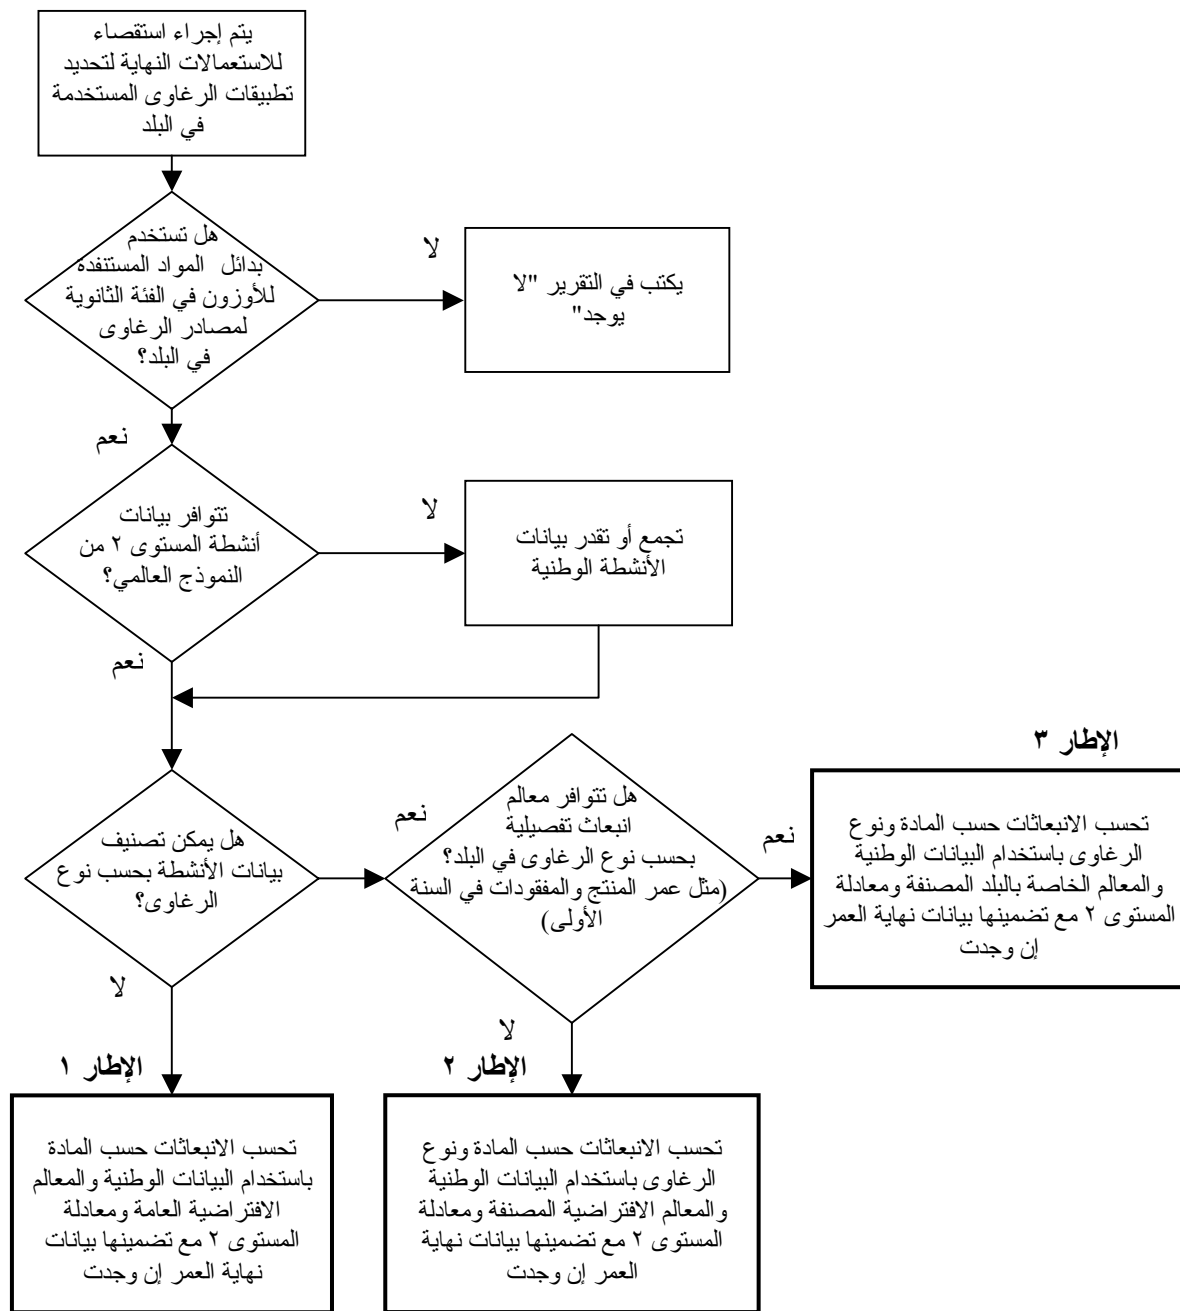 يتم إجراء استقصاء
للاستعمالات النهاية لتحديد
تطبيقات الرغاوى المستخدمة
في البلد
هل تستخدم
بدائل المواد المستنفدة
للأوزون في الفئة الثانوية
لمصادر الرغاوى
في البلد؟
لا
يكتب في التقرير "لا
يوجد"
نعم
تتوافر بيانات
أنشطة المستوى ٢ من
النموذج العالمي؟
لا
تجمع أو تقدر بيانات
الأنشطة الوطنية
نعم
هل يمكن تصنيف
بيانات الأنشطة بحسب نوع
الرغاوى؟
نعم
هل تتوافر معالم
انبعاث تفصيلية
بحسب نوع الرغاوى في البلد؟
(مثل عمر المنتج والمفقودات في السنة
الأولى)
نعم
الإطار ٣
تحسب الانبعاثات حسب المادة ونوع
الرغاوى باستخدام البيانات الوطنية
والمعالم الخاصة بالبلد المصنفة ومعادلة
المستوى ٢ مع تضمينها بيانات نهاية العمر
إن وجدت
لا
الإطار ١
تحسب الانبعاثات حسب المادة
باستخدام البيانات الوطنية والمعالم
الافتراضية العامة ومعادلة
المستوى ٢ مع تضمينها بيانات
نهاية العمر إن وجدت
لا
الإطار ٢
تحسب الانبعاثات حسب المادة ونوع
الرغاوى باستخدام البيانات الوطنية
والمعالم الافتراضية المصنفة ومعادلة
المستوى ٢ مع تضمينها بيانات نهاية
العمر إن وجدت